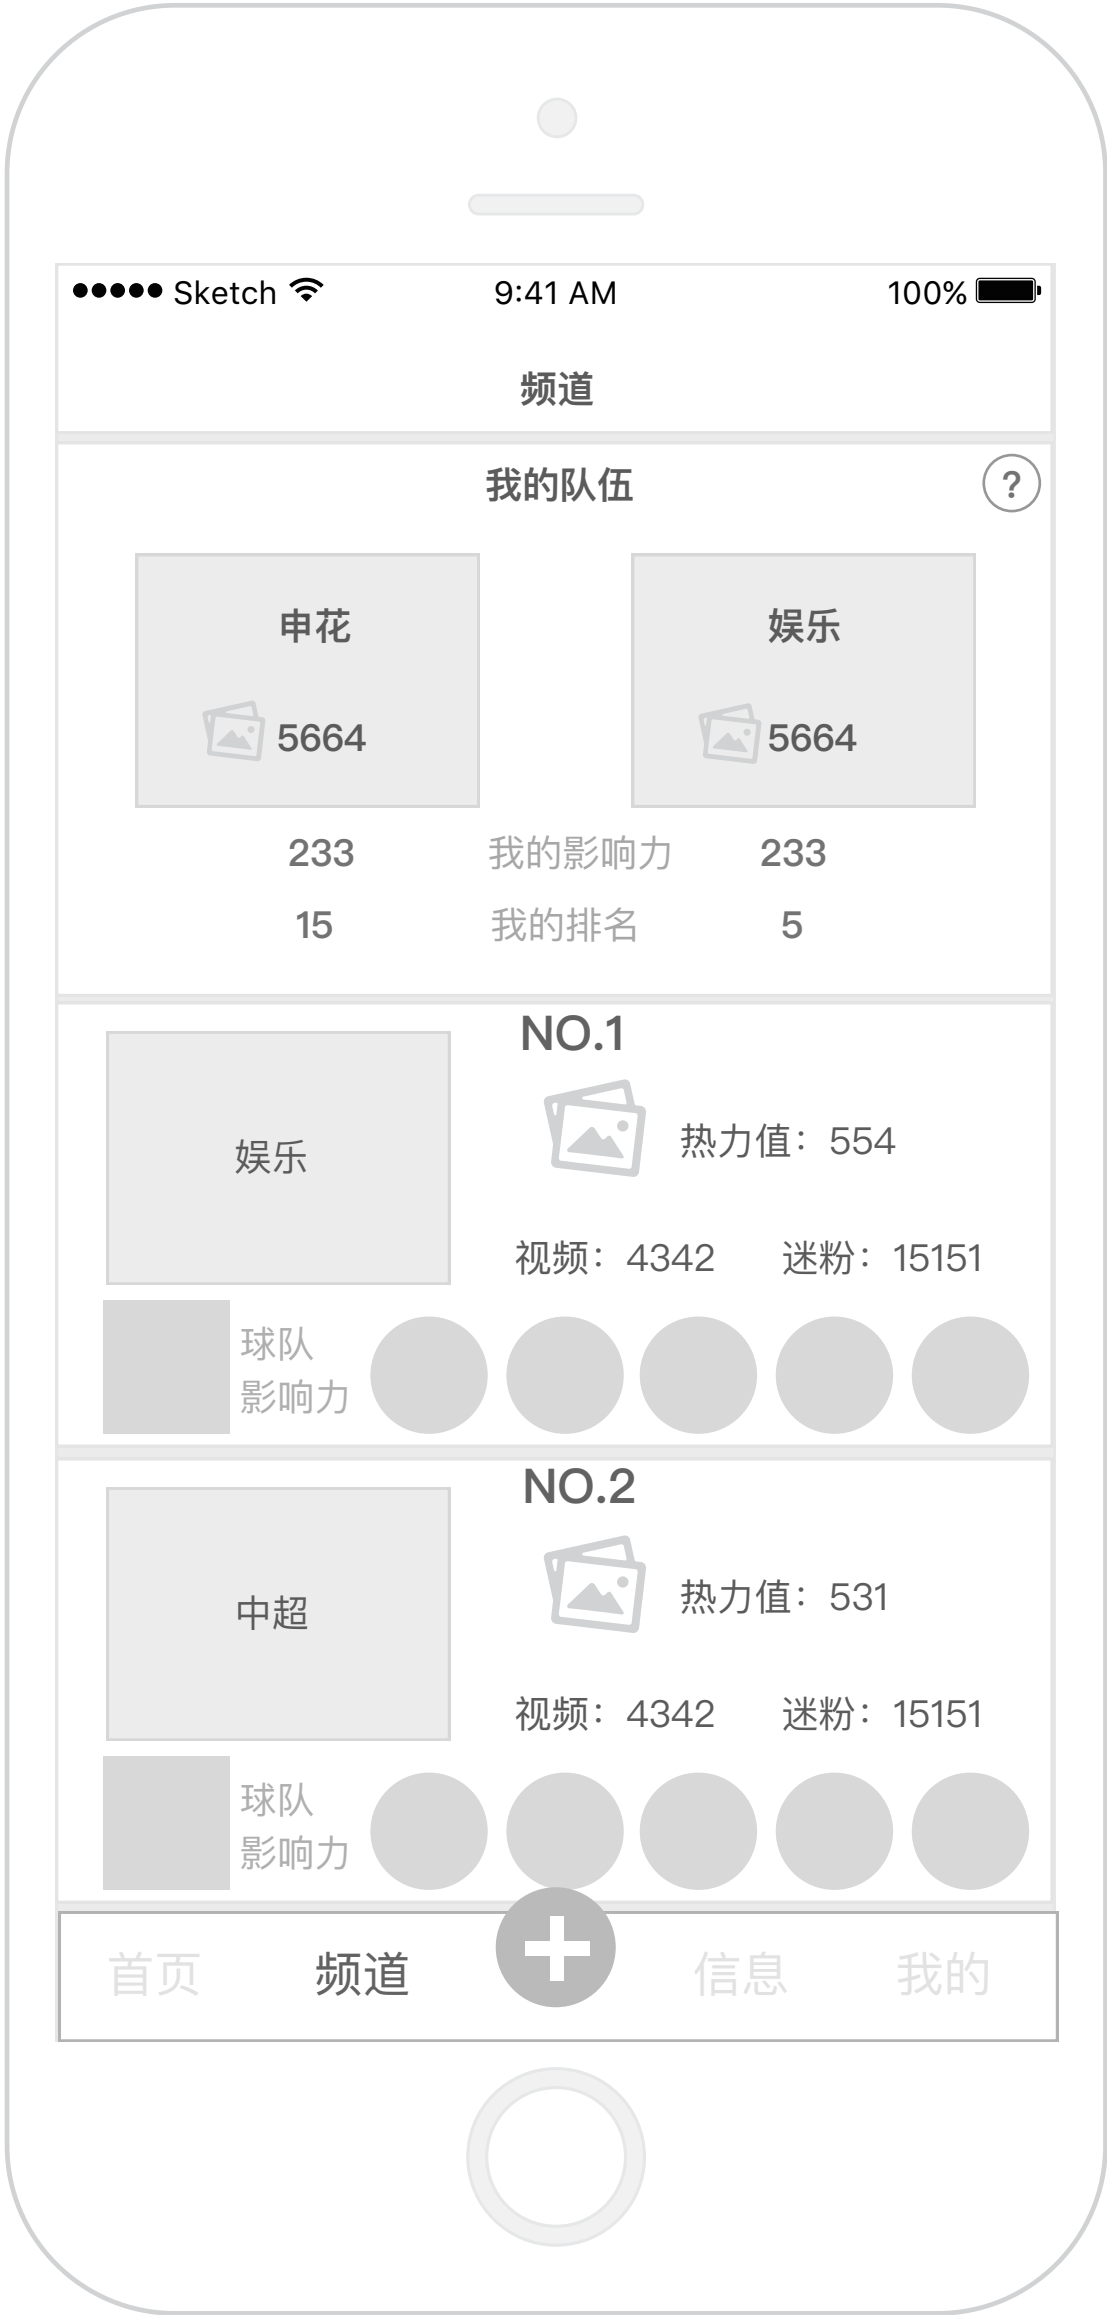 Sketch 9:41 AM 100%
频道
我的队伍 ?
申花 娱乐
5664 5664
233 我的影响力 233
15 我的排名 5
NO.1
娱乐
热力值：554
视频：4342 迷粉：15151
球队
影响力
NO.2
中超
热力值：531
视频：4342 迷粉：15151
球队
影响力
首页 频道 信息 我的